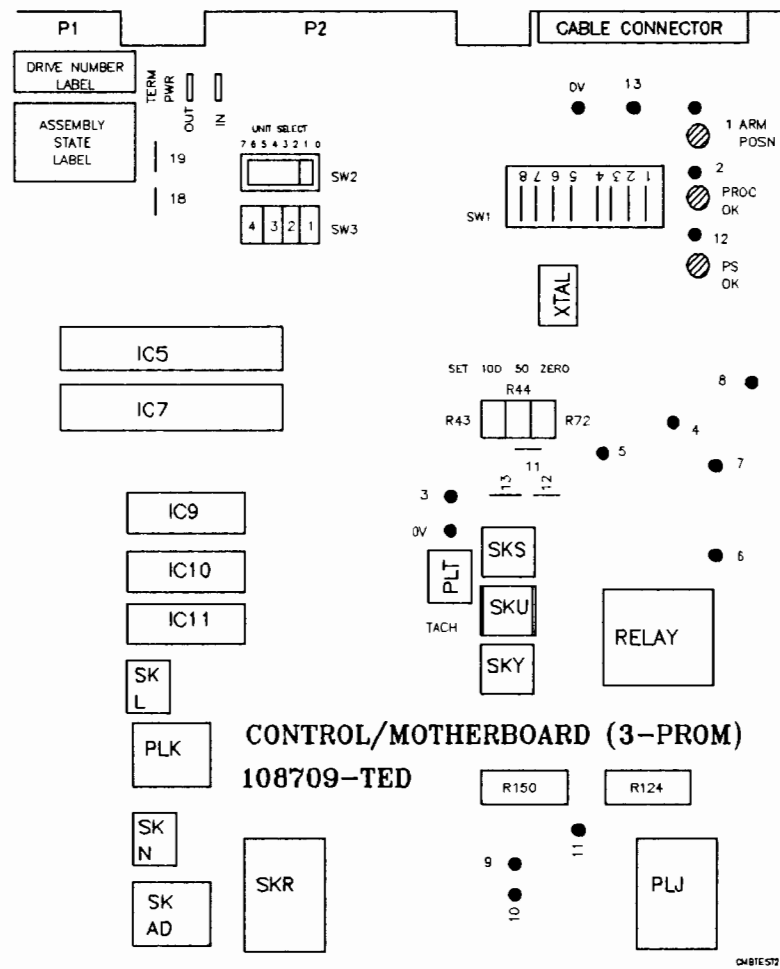 P1
P2
CABLE CONNECTOR
DRIVE NUMBER
LABEL
ASSEMBLY
STATE
LABEL
TERM
PWR
OUT
IN
19
18
UNIT SELECT
7 6 5 4 3 2 1 0
SW2
4 3 2 1
SW3
0V
13
1 ARM
POSN
2
PROC
OK
12
PS
OK
8 7 6 5 4 3 2 1
SW1
XTAL
IC5
IC7
SET 100 50 ZERO
R44
R43
R72
11
13
12
8
4
5
7
6
3
0V
IC9
IC10
IC11
PLT
TACH
SKS
SKU
SKY
RELAY
SK
L
PLK
CONTROL/MOTHERBOARD (3-PROM)
108709-TED
R150
R124
SK
N
SK
AD
SKR
9
10
11
PLJ
CMBTEST2